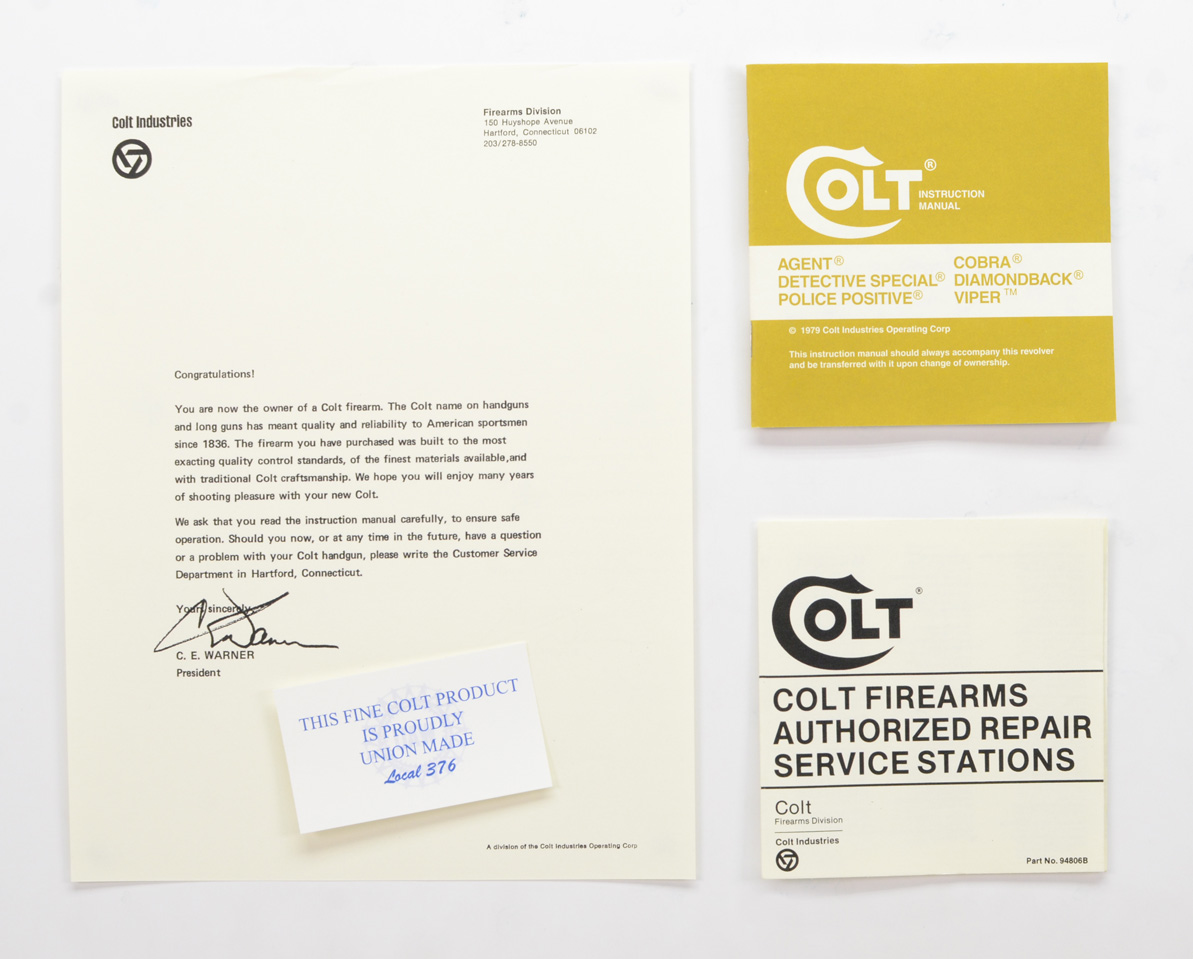 Colt Industries
Firearms Division
150 Huyshope Avenue
Hartford, Connecticut 06102
203/278-8550
Congratulations!
You are now the owner of a Colt firearm. The Colt name on handguns
and long guns has meant quality and reliability to American sportsmen
since 1836. The firearm you have purchased was built to the most
exacting quality control standards, of the finest materials available,and
with traditional Colt craftsmanship. We hope you will enjoy many years
of shooting pleasure with your new Colt.
We ask that you read the instruction manual carefully, to ensure safe
operation. Should you now, or at any time in the future, have a question
or a problem with your Colt handgun, please write the Customer Service
Department in Hartford, Connecticut.
Yours sincerely,
C. E. WARNER
President
THIS FINE COLT PRODUCT
IS PROUDLY
UNION MADE
Local 376
A division of the Colt Industries Operating Corp
COLT®
INSTRUCTION
MANUAL
AGENT® COBRA®
DETECTIVE SPECIAL® DIAMONDBACK®
POLICE POSITIVE® VIPER™
© 1979 Colt Industries Operating Corp
This instruction manual should always accompany this revolver
and be transferred with it upon change of ownership.
COLT®
COLT FIREARMS
AUTHORIZED REPAIR
SERVICE STATIONS
Colt
Firearms Division
Colt Industries
Part No. 94806B